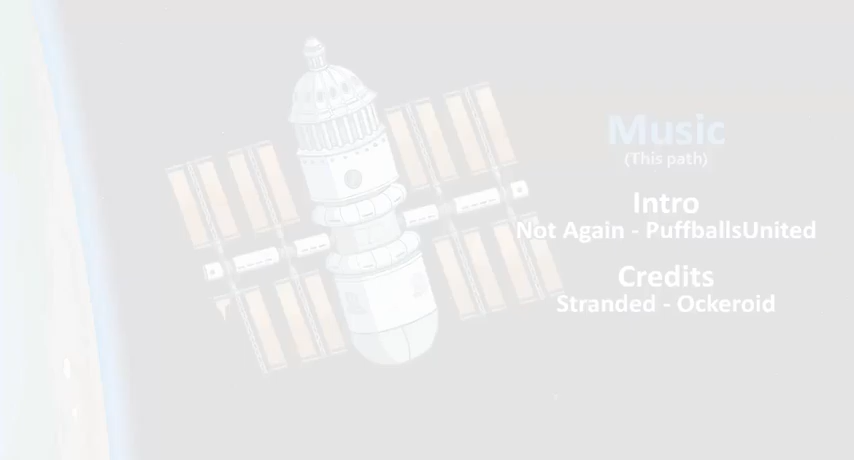 Music
(This path)
Intro
Not Again - PuffballsUnited
Credits
Stranded - Ockeroid